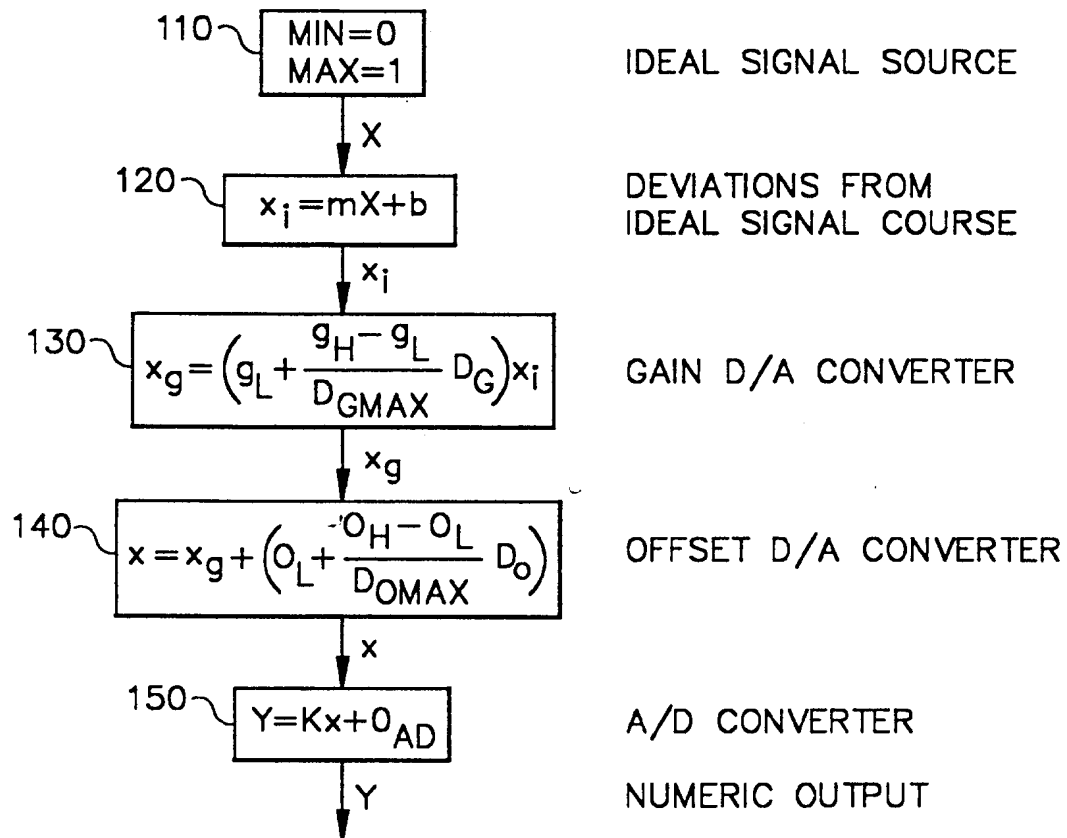 110
MIN=0
MAX=1
IDEAL SIGNAL SOURCE
X
120
x_i=mX+b
DEVIATIONS FROM
IDEAL SIGNAL COURSE
x_i
130
x_g=(g_L+ (g_H−g_L)/D_GMAX D_G)x_i
GAIN D/A CONVERTER
x_g
140
x=x_g+(O_L+ (O_H−O_L)/D_OMAX D_o)
OFFSET D/A CONVERTER
x
150
Y=Kx+O_AD
A/D CONVERTER
Y
NUMERIC OUTPUT